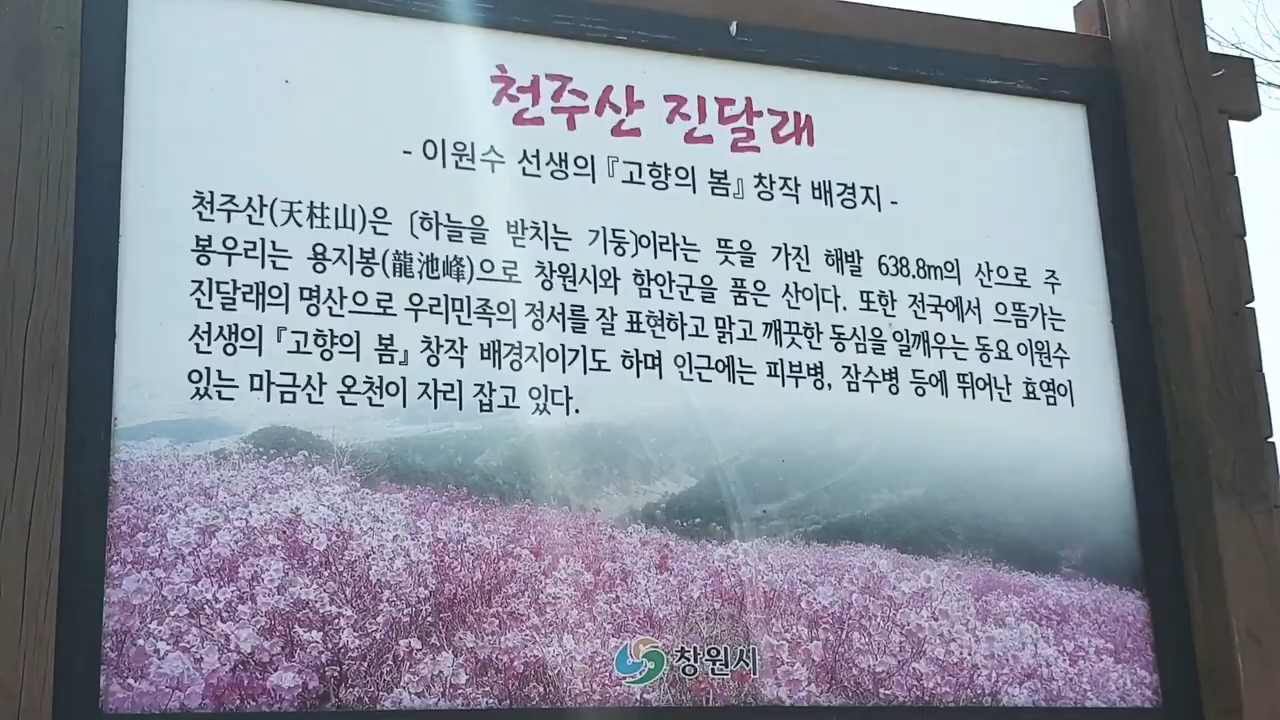 천주산 진달래
- 이원수 선생의 『고향의 봄』 창작 배경지 -
천주산(天柱山)은 〔하늘을 받치는 기둥〕이라는 뜻을 가진 해발 638.8m의 산으로 주
봉우리는 용지봉(龍池峰)으로 창원시와 함안군을 품은 산이다. 또한 전국에서 으뜸가는
진달래의 명산으로 우리민족의 정서를 잘 표현하고 맑고 깨끗한 동심을 일깨우는 동요 이원수
선생의 『고향의 봄』 창작 배경지이기도 하며 인근에는 피부병, 잠수병 등에 뛰어난 효염이
있는 마금산 온천이 자리 잡고 있다.
창원시